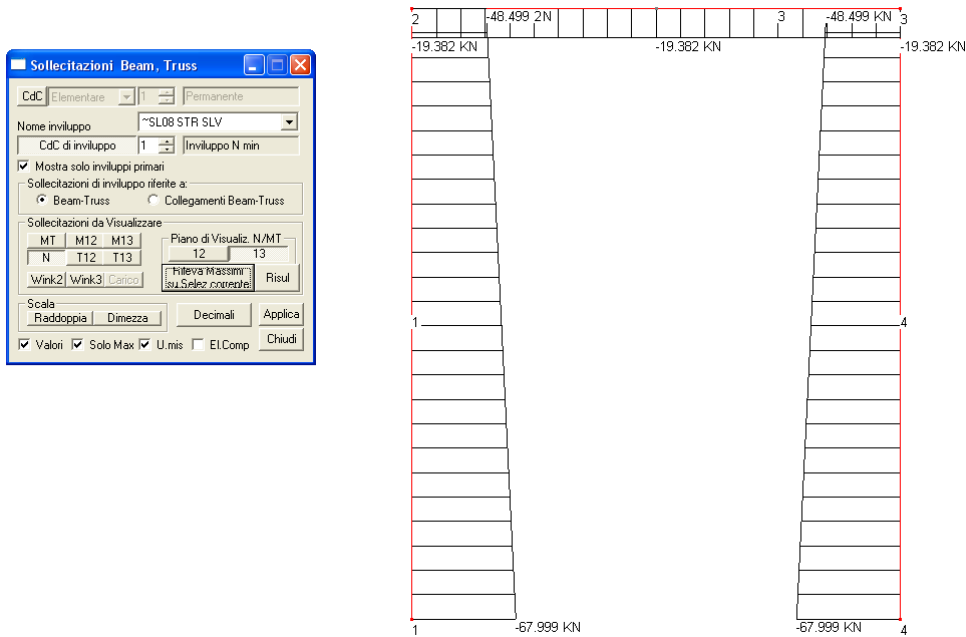 Sollecitazioni Beam, Truss
CdC Elementare 1 Permanente
Nome inviluppo ~SL08 STR SLV
CdC di inviluppo 1 Inviluppo N min
Mostra solo inviluppi primari
Sollecitazioni di inviluppo riferite a:
Beam-Truss Collegamenti Beam-Truss
Sollecitazioni da Visualizzare
MT M12 M13 Piano di Visualiz. N/MT
N T12 T13 12 13
Wink2 Wink3 Carico Rileva Massimi su Selez corrente Risul
Scala
Raddoppia Dimezza Decimali Applica
Valori Solo Max U.mis El.Comp Chiudi
2 -48.499 2N 3 -48.499 KN 3
-19.382 KN -19.382 KN -19.382 KN
1 4
1 -67.999 KN -67.999 KN 4